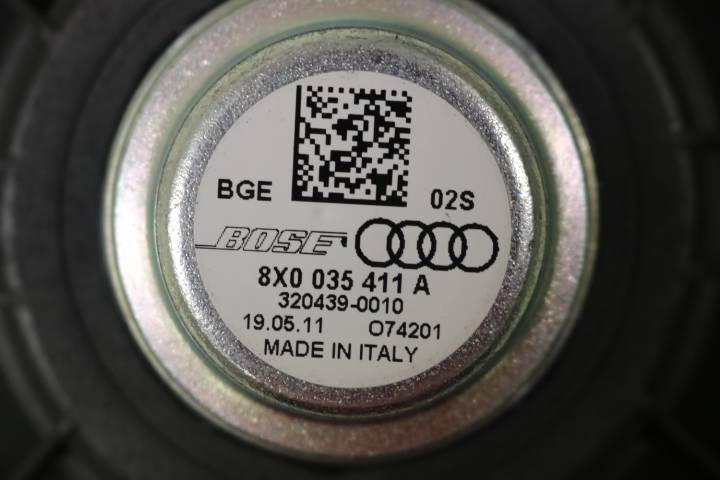 BGE 02S
BOSE
8X0 035 411 A
320439-0010
19.05.11 O74201
MADE IN ITALY